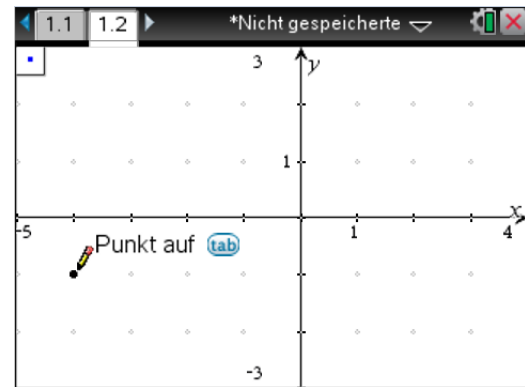 1.1 1.2 *Nicht gespeicherte
3 y
1
x
-5 1 4
Punkt auf tab
-3